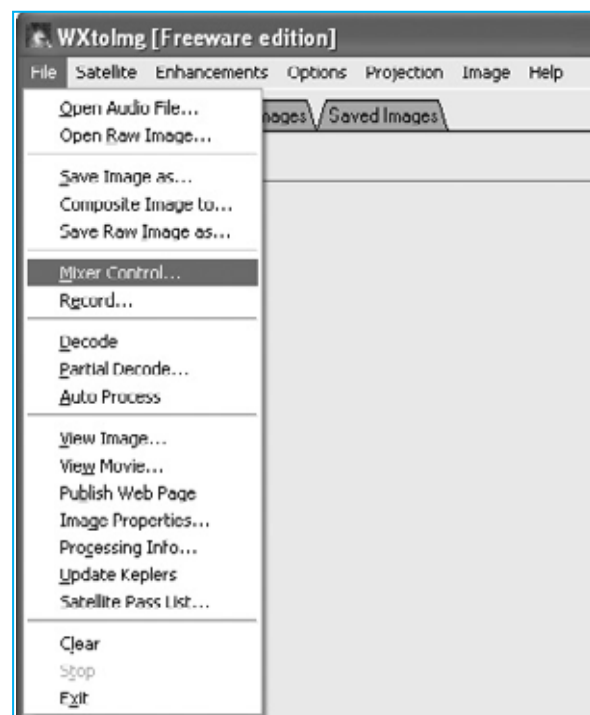 WXtoImg [Freeware edition]
File Satellite Enhancements Options Projection Image Help
Saved Images
Open Audio File...
Open Raw Image...
Save Image as...
Composite Image to...
Save Raw Image as...
Mixer Control...
Record...
Decode
Partial Decode...
Auto Process
View Image...
View Movie...
Publish Web Page
Image Properties...
Processing Info...
Update Keplers
Satellite Pass List...
Clear
Stop
Exit